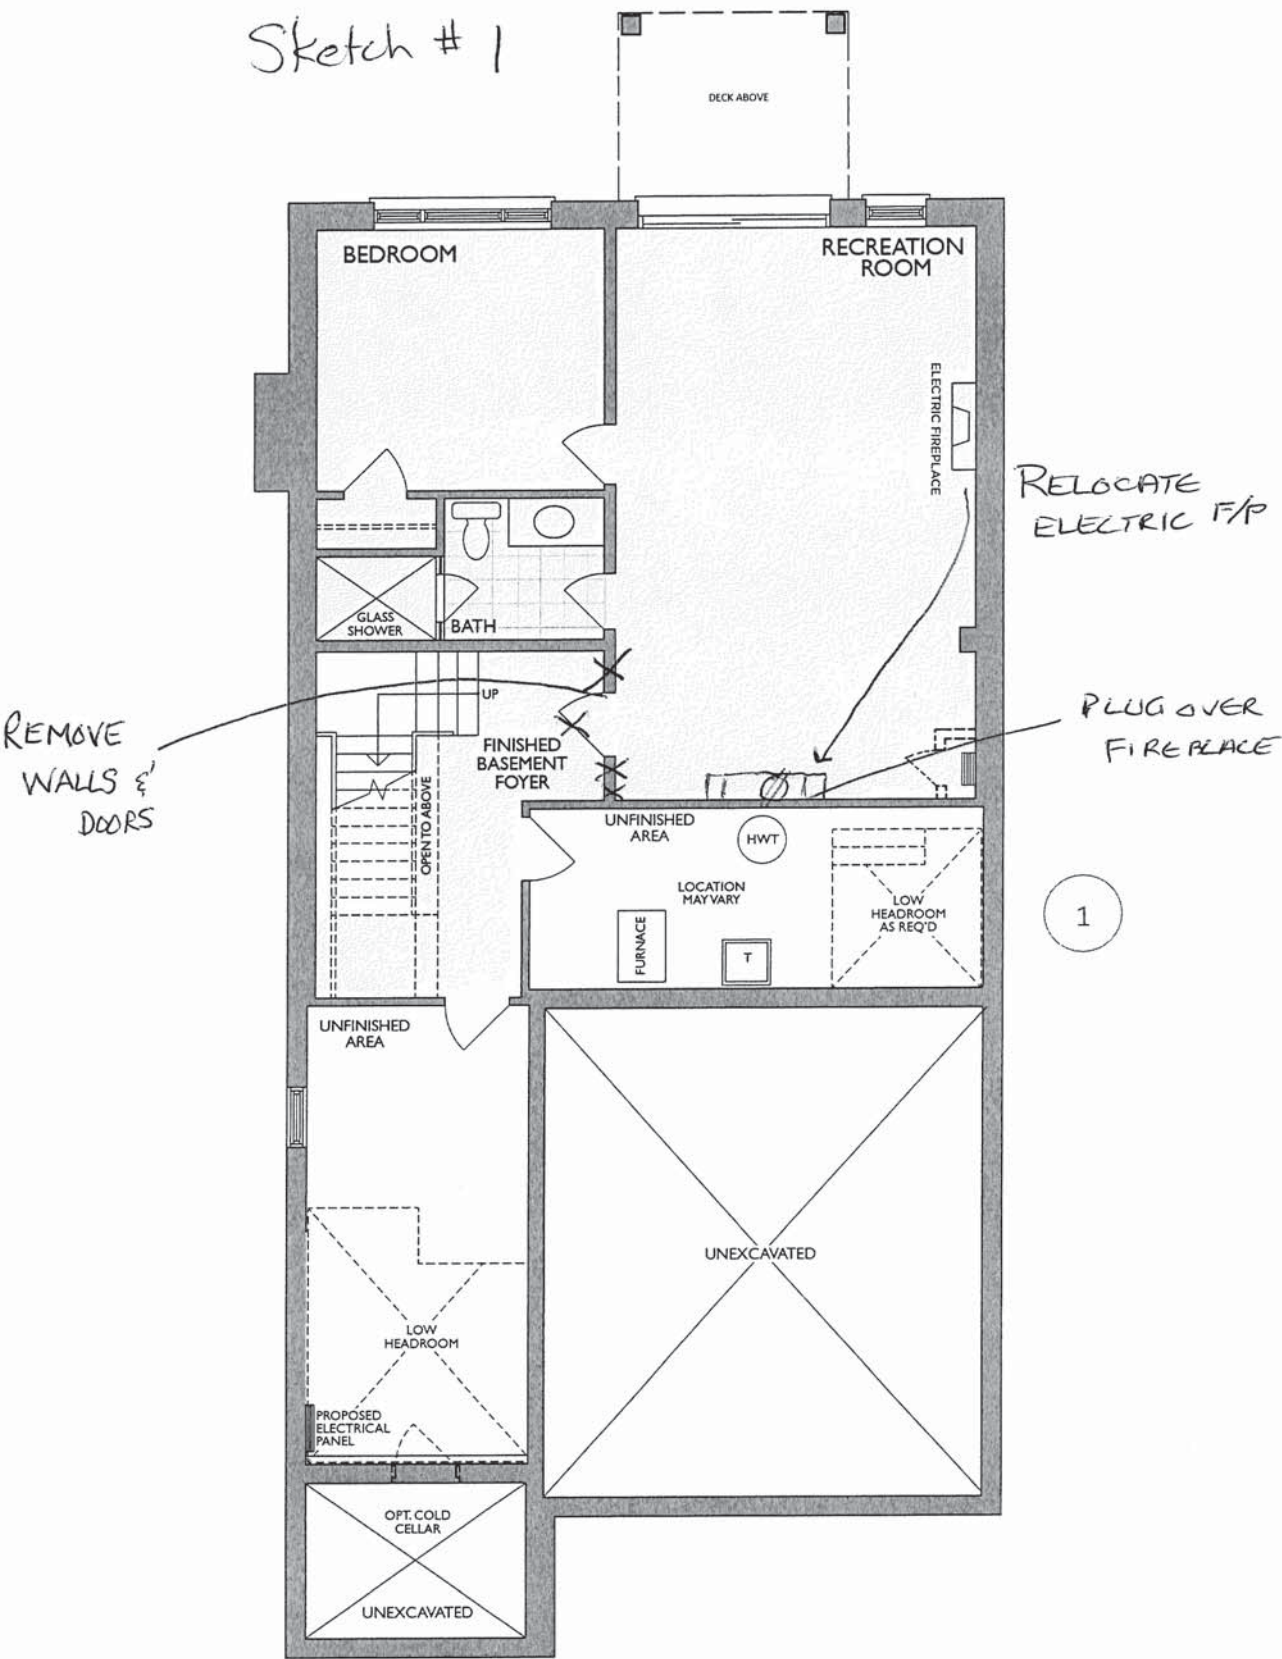 Sketch # 1
DECK ABOVE
BEDROOM
RECREATION
ROOM
ELECTRIC FIREPLACE
RELOCATE
ELECTRIC F/P
GLASS
SHOWER
BATH
UP
REMOVE
WALLS &
DOORS
FINISHED
BASEMENT
FOYER
PLUG OVER
FIREPLACE
OPEN TO ABOVE
UNFINISHED
AREA
HWT
LOCATION
MAY VARY
LOW
HEADROOM
AS REQ'D
1
FURNACE
T
UNFINISHED
AREA
UNEXCAVATED
LOW
HEADROOM
PROPOSED
ELECTRICAL
PANEL
OPT. COLD
CELLAR
UNEXCAVATED